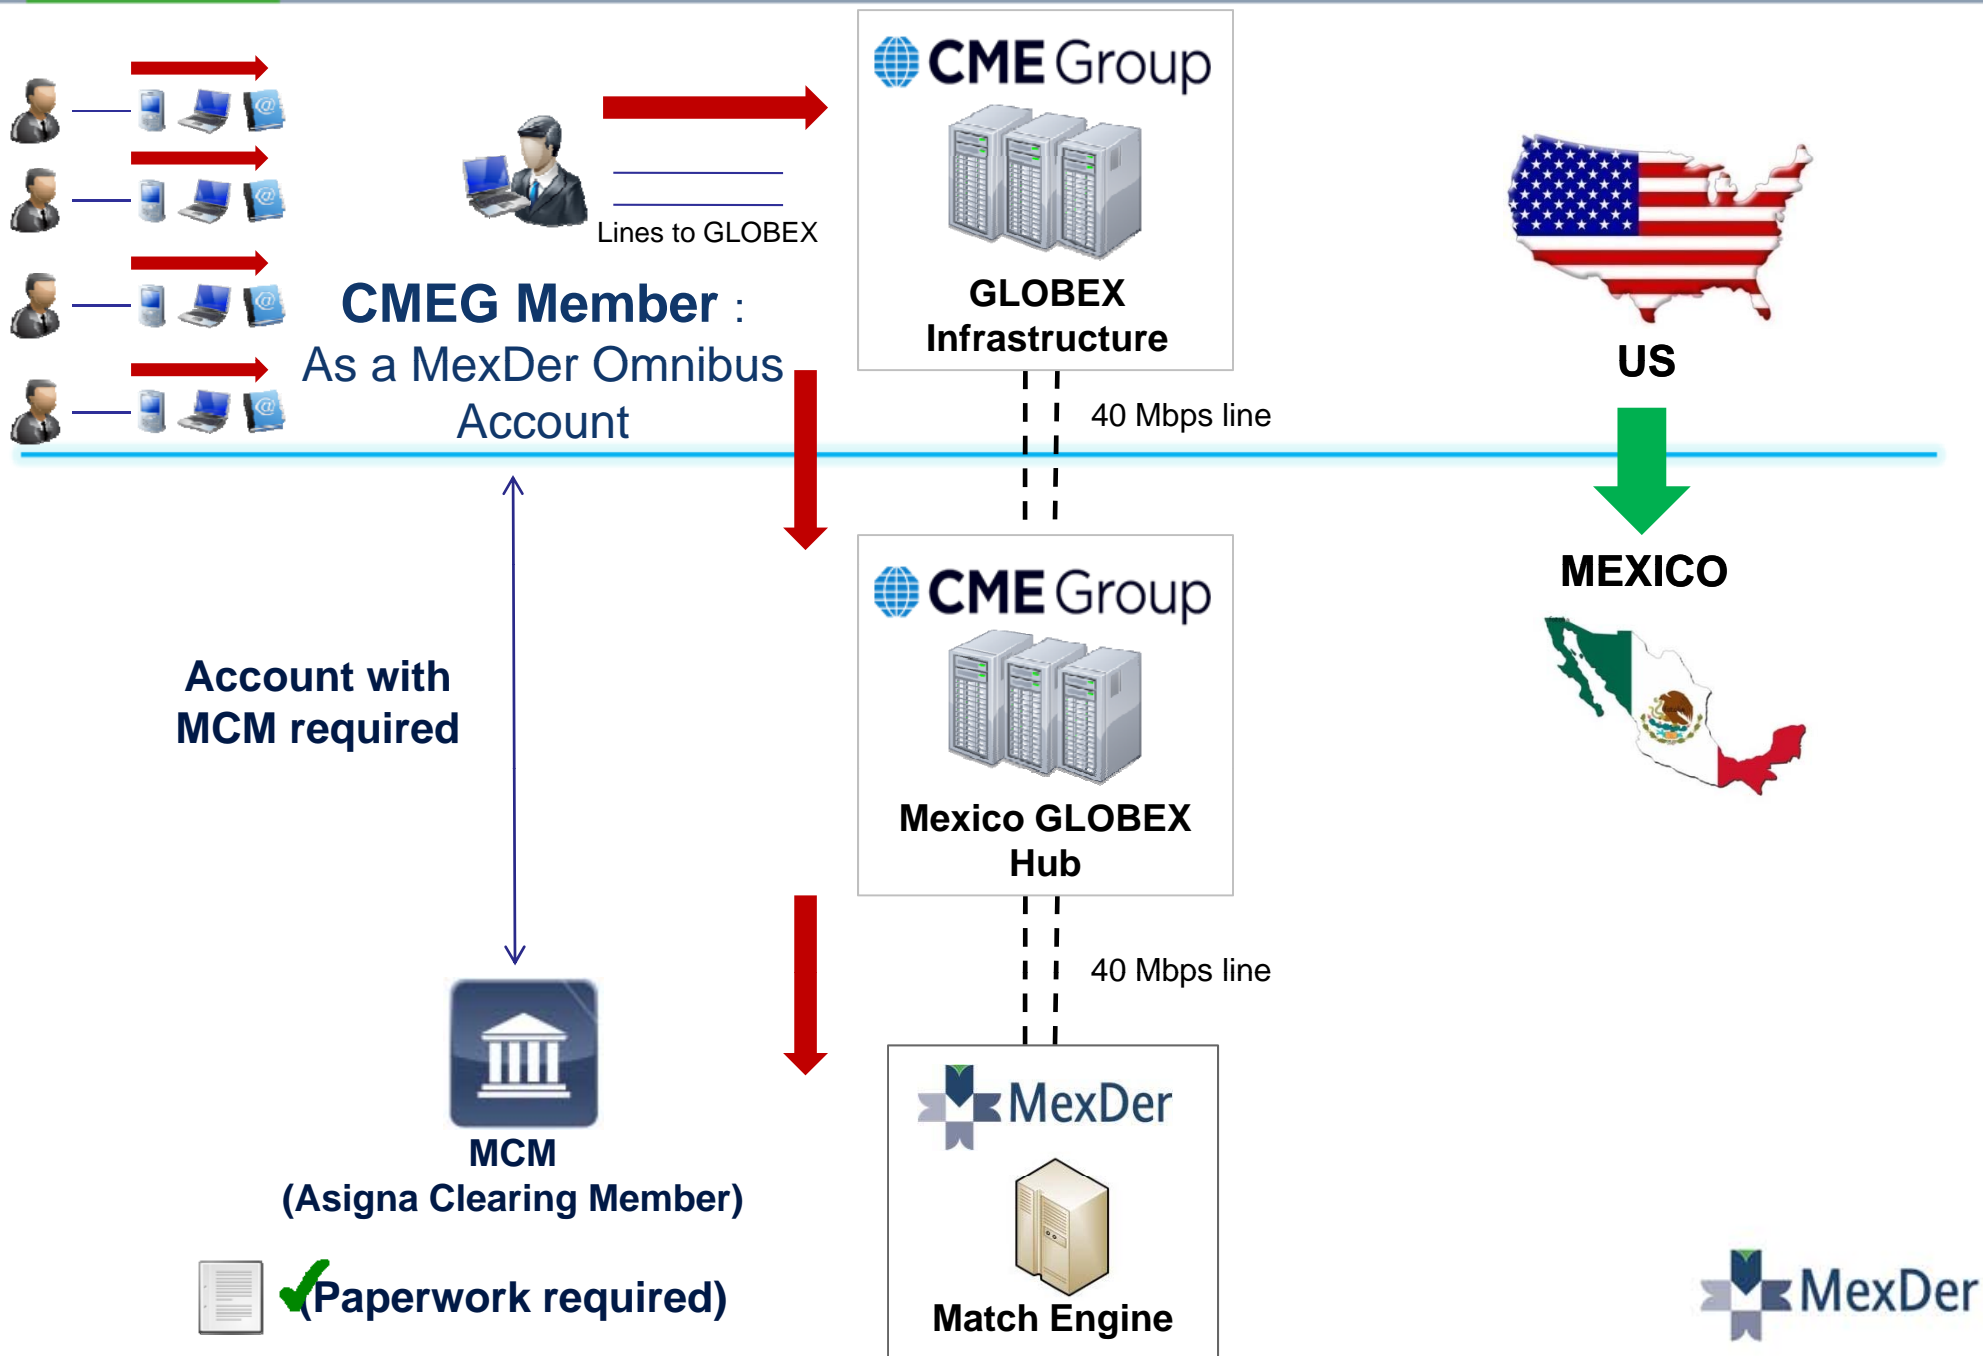 CME Group
Lines to GLOBEX
GLOBEX
Infrastructure
CMEG Member :
As a MexDer Omnibus
Account
40 Mbps line
US
MEXICO
CME Group
Mexico GLOBEX
Hub
Account with
MCM required
40 Mbps line
MexDer
Match Engine
MCM
(Asigna Clearing Member)
(Paperwork required)
MexDer